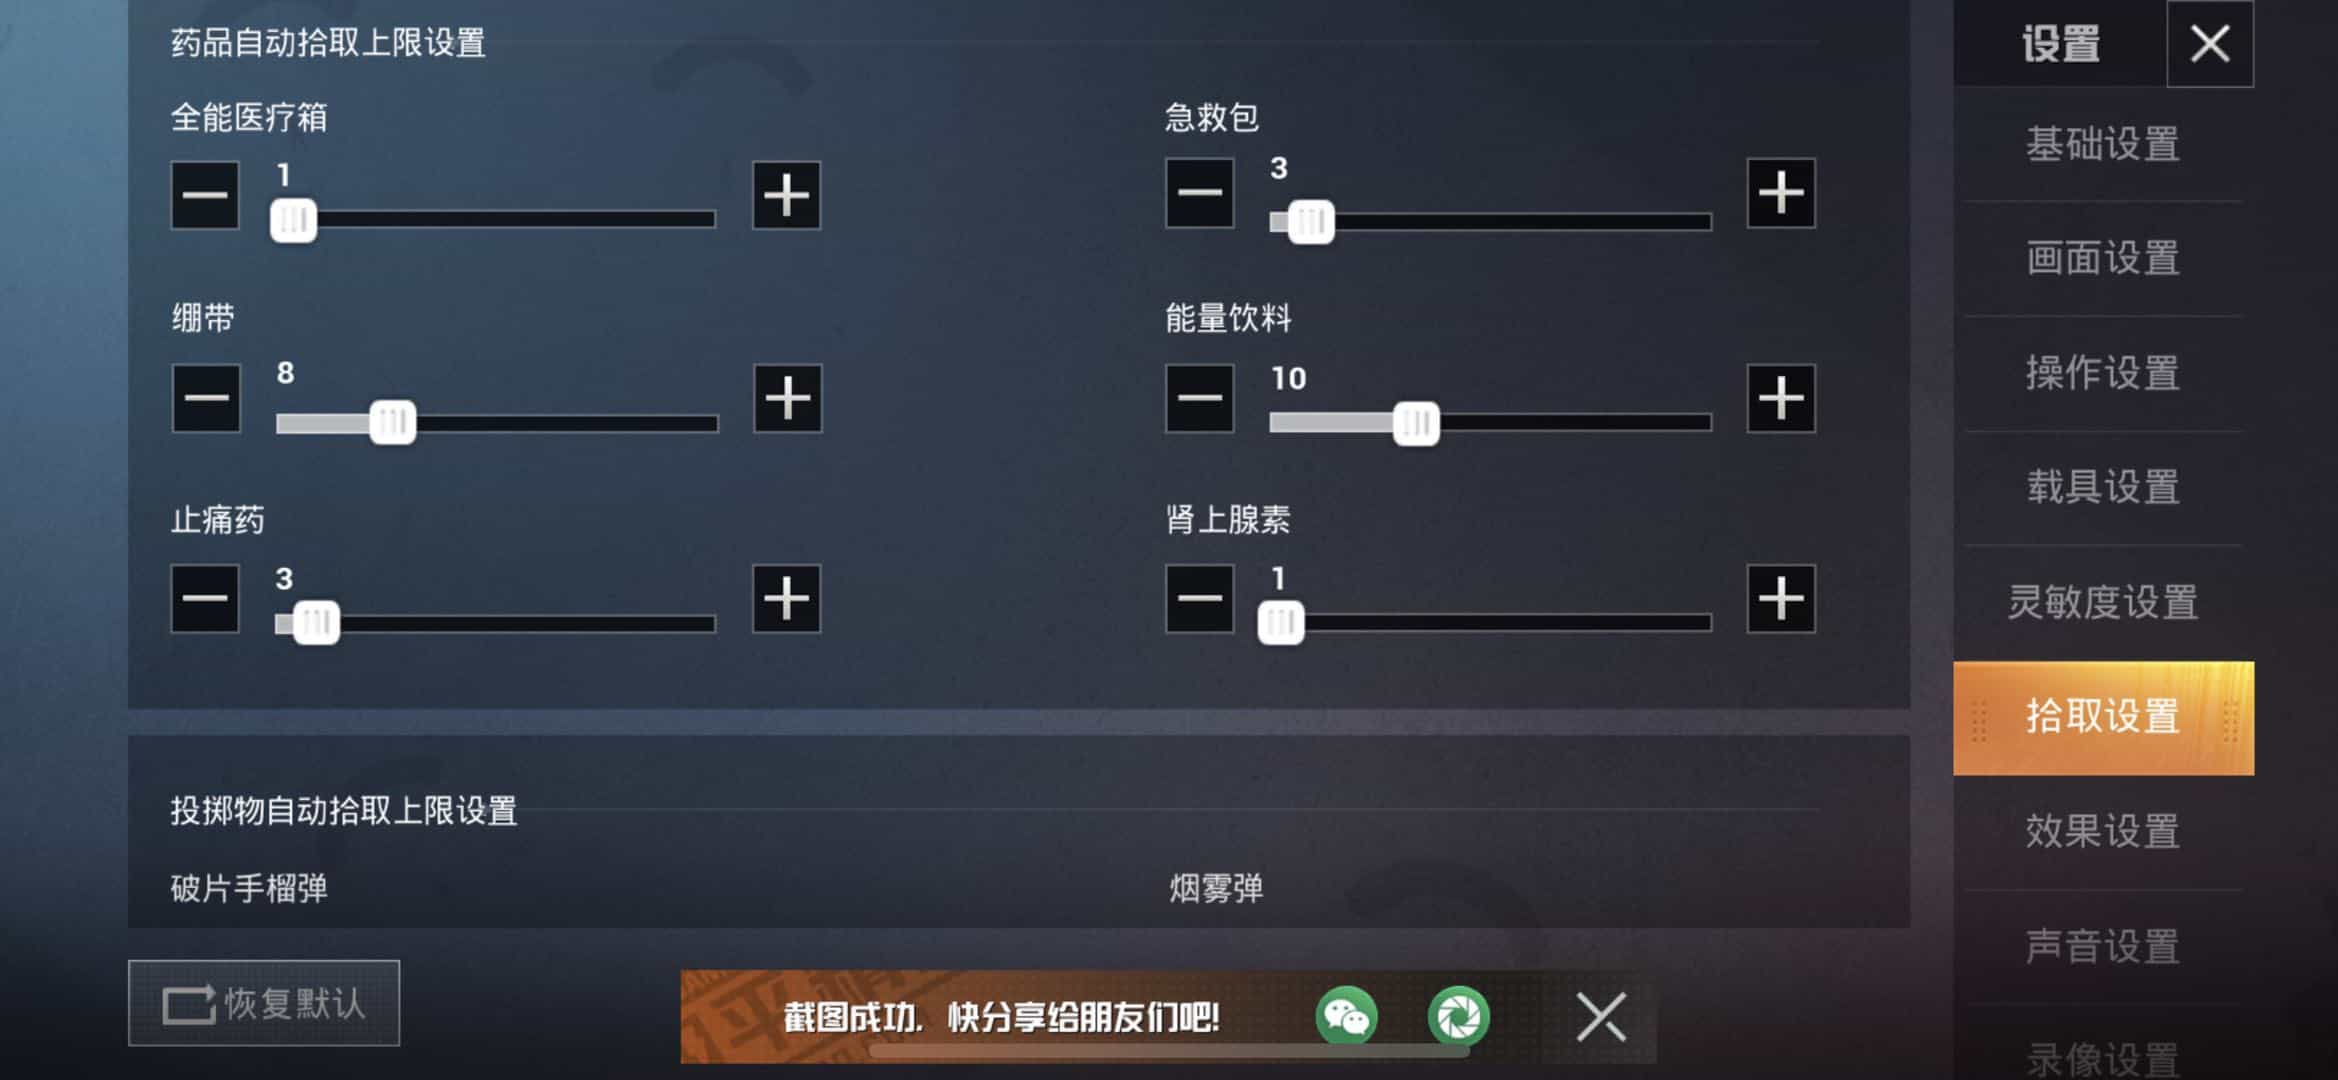 药品自动拾取上限设置
全能医疗箱
1
急救包
3
绷带
8
能量饮料
10
止痛药
3
肾上腺素
1
投掷物自动拾取上限设置
破片手榴弹
烟雾弹
恢复默认
截图成功，快分享给朋友们吧!
设置
基础设置
画面设置
操作设置
载具设置
灵敏度设置
拾取设置
效果设置
声音设置
录像设置